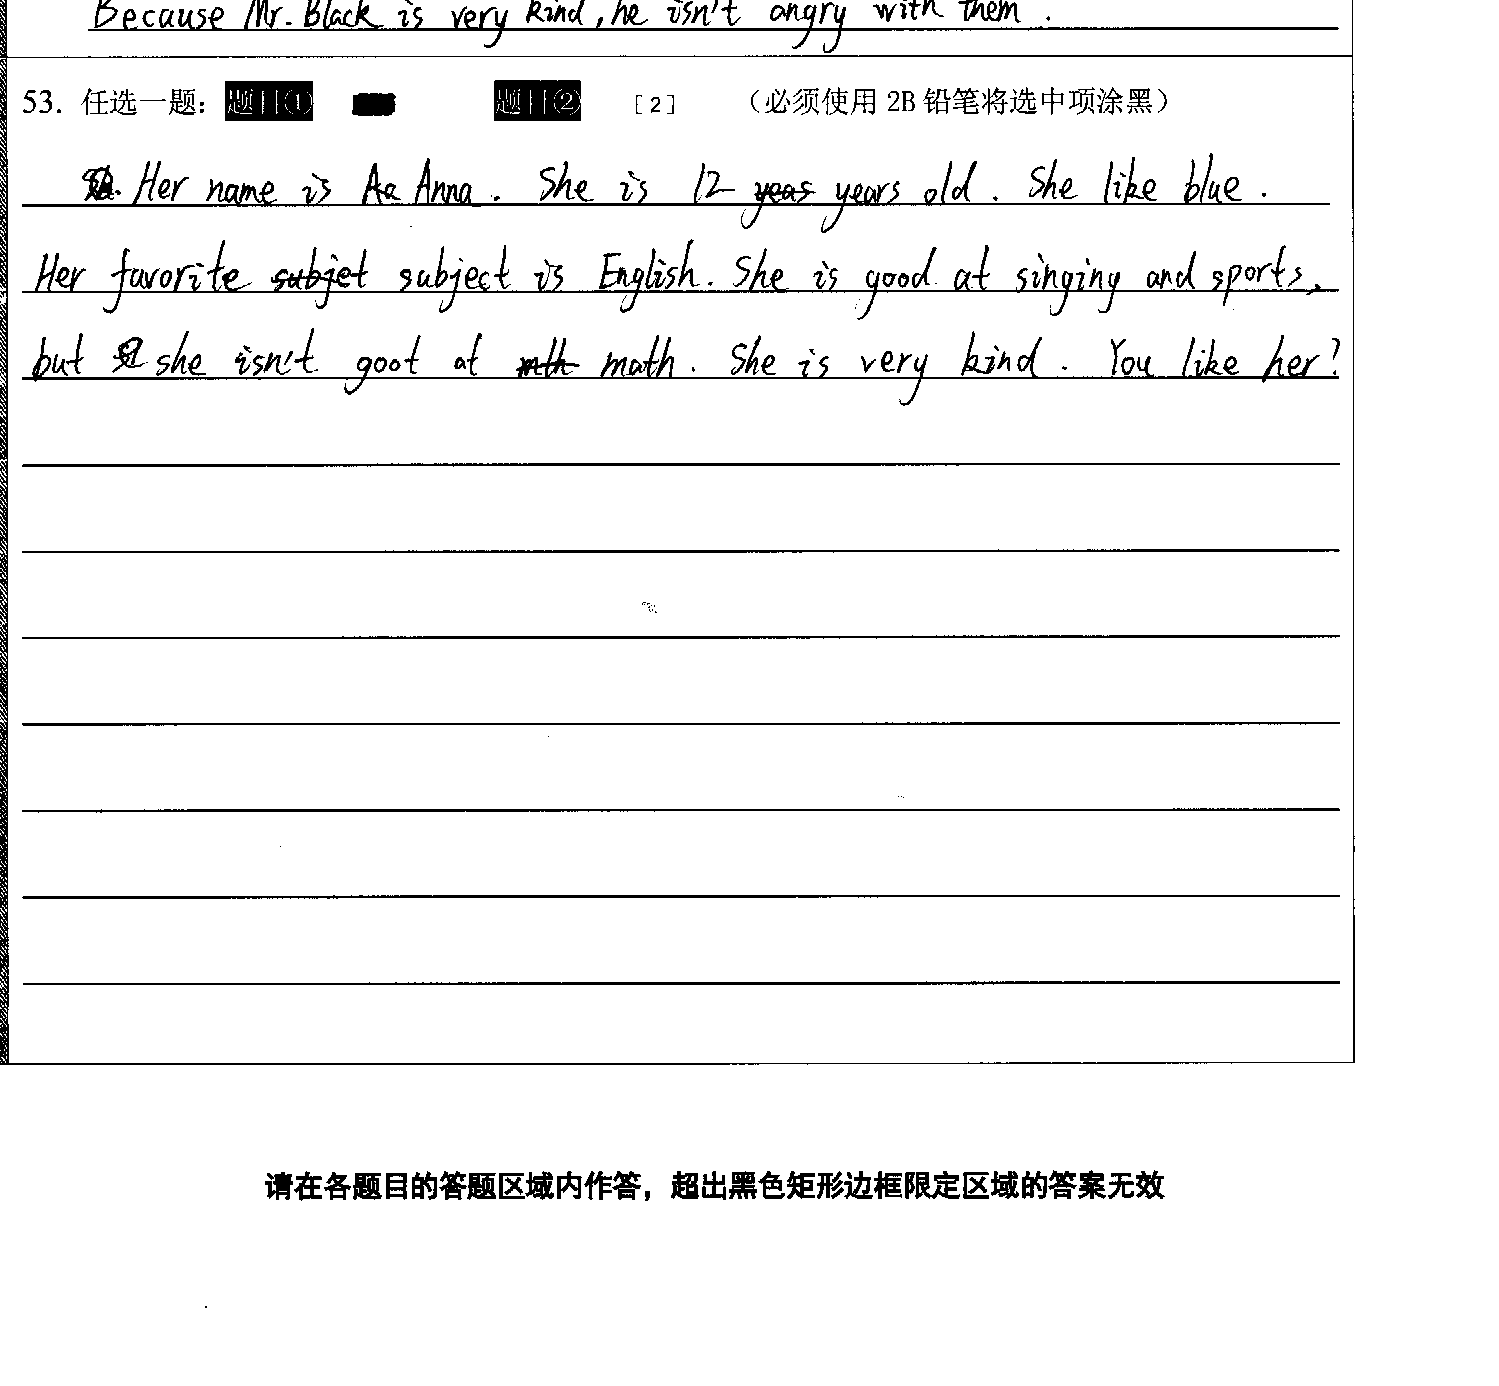 Because Mr. Black is very kind, he isn't angry with them .
53. 任选一题: 题目① 题目② [2] （必须使用 2B 铅笔将选中项涂黑）
Her name is Aa Anna . She is 12 yeas years old . She like blue .
Her favorite subjet subject is English. She is good at singing and sports,
but she isn't goot at mth math . She is very kind . You like her?
请在各题目的答题区域内作答，超出黑色矩形边框限定区域的答案无效